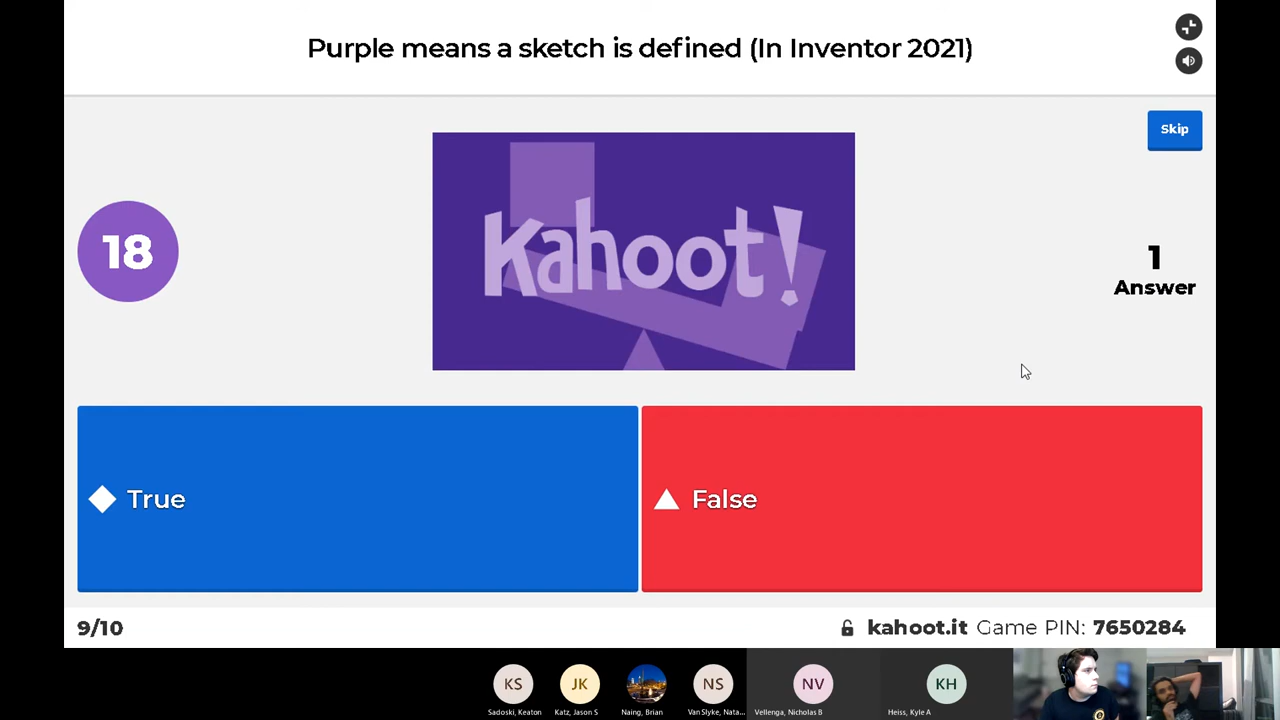 Purple means a sketch is defined (In Inventor 2021)
Skip
18
Kahoot!
1
Answer
True
False
9/10
kahoot.it Game PIN: 7650284
KS
JK
NS
NV
KH
Sadoski, Keaton
Katz, Jason S
Naing, Brian
Van Slyke, Nata...
Vellenga, Nicholas B
Heiss, Kyle A